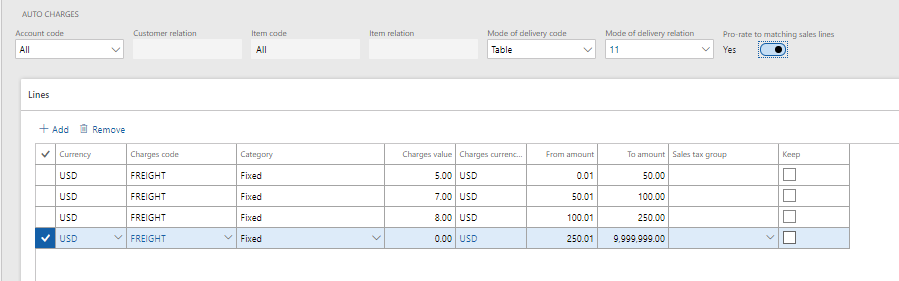 AUTO CHARGES
Account code Customer relation Item code Item relation Mode of delivery code Mode of delivery relation Pro-rate to matching sales lines
All All Table 11 Yes
Lines
Add Remove
Currency Charges code Category Charges value Charges currenc... From amount To amount Sales tax group Keep
USD FREIGHT Fixed 5.00 USD 0.01 50.00
USD FREIGHT Fixed 7.00 USD 50.01 100.00
USD FREIGHT Fixed 8.00 USD 100.01 250.00
USD FREIGHT Fixed 0.00 USD 250.01 9,999,999.00